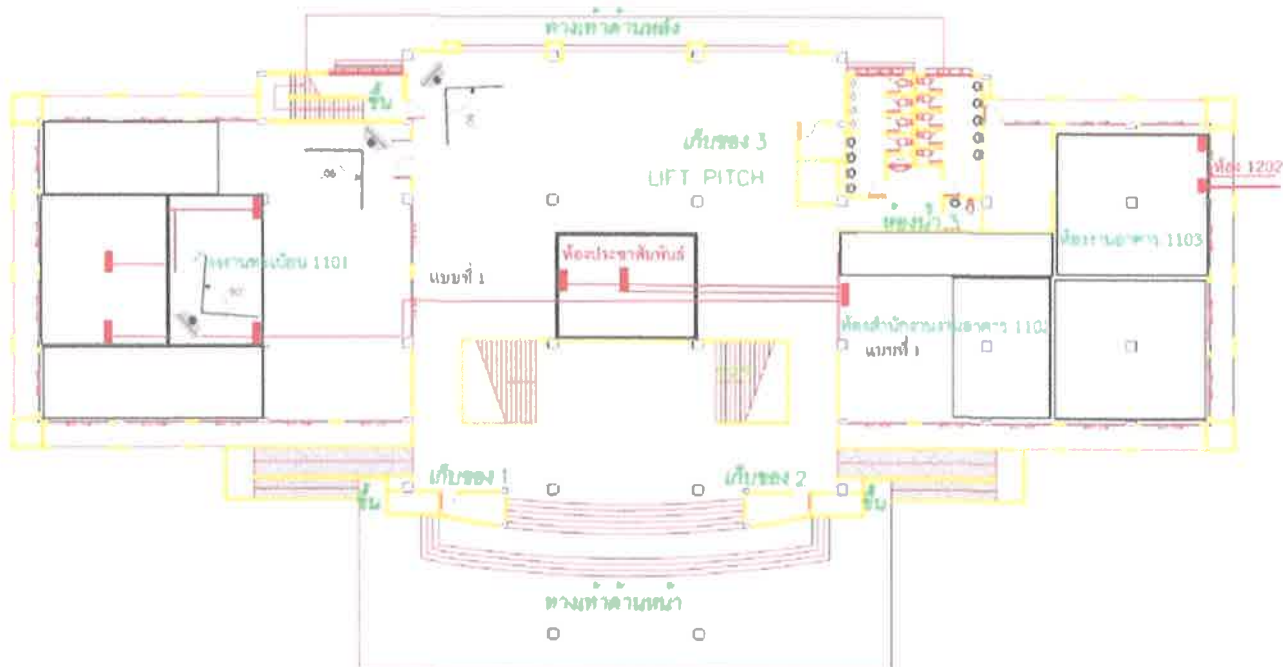 ทางเท้าด้านหลัง
ขึ้น
เก็บของ 3
LIFT PITCH
ห้อง 1202
ห้องน้ำ 3
ห้องงานอาคาร 1103
ห้องประชาสัมพันธ์
งานทะเบียน 1101
แบบที่ 1
ห้องสำนักงานงานอาคาร 1102
แบบที่ 1
เก็บของ 1
เก็บของ 2
ขึ้น
ขึ้น
ทางเท้าด้านหน้า